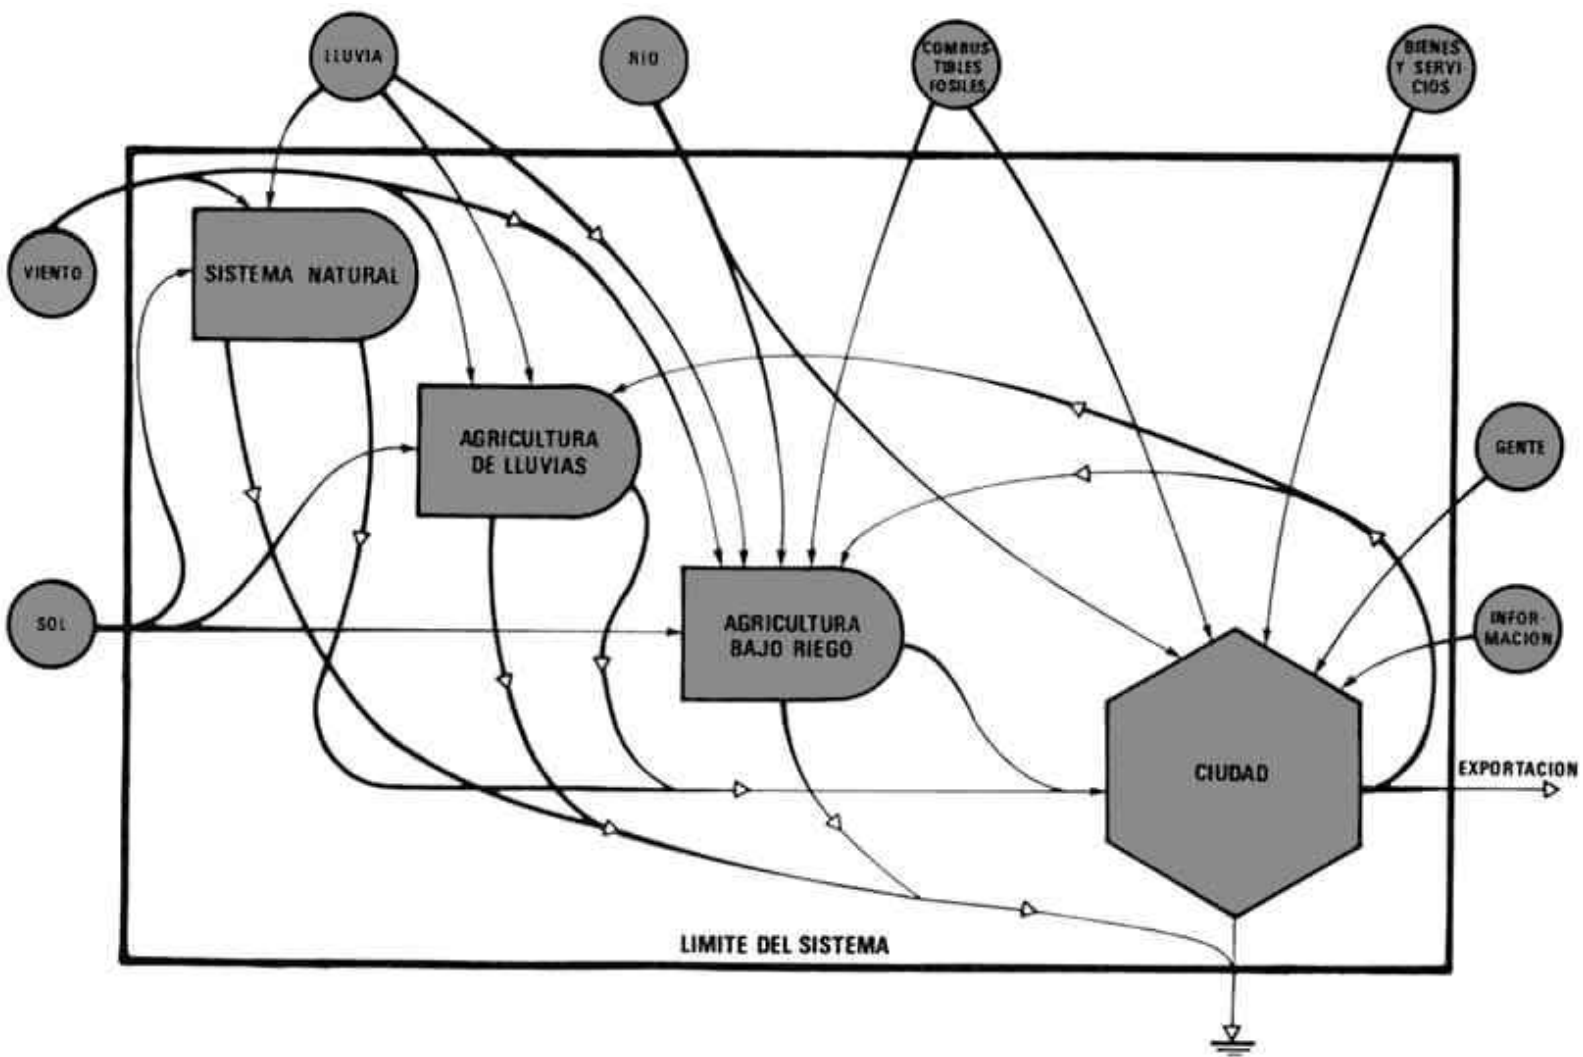 LLUVIA
RIO
COMBUS-
TIBLES
FOSILES
BIENES
Y SERVI-
CIOS
VIENTO
SISTEMA NATURAL
AGRICULTURA
DE LLUVIAS
GENTE
SOL
AGRICULTURA
BAJO RIEGO
INFOR-
MACION
CIUDAD
EXPORTACION
LIMITE DEL SISTEMA